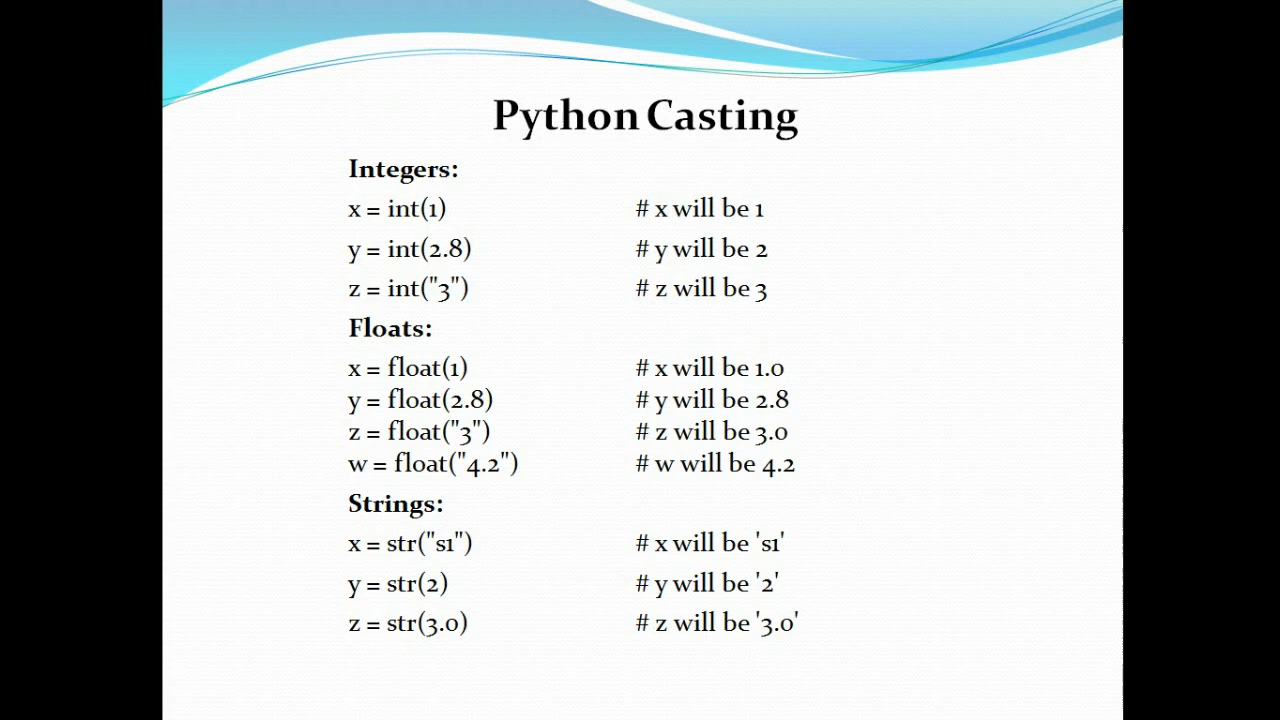 Python Casting
Integers:
x = int(1) # x will be 1
y = int(2.8) # y will be 2
z = int("3") # z will be 3
Floats:
x = float(1) # x will be 1.0
y = float(2.8) # y will be 2.8
z = float("3") # z will be 3.0
w = float("4.2") # w will be 4.2
Strings:
x = str("s1") # x will be 's1'
y = str(2) # y will be '2'
z = str(3.0) # z will be '3.0'